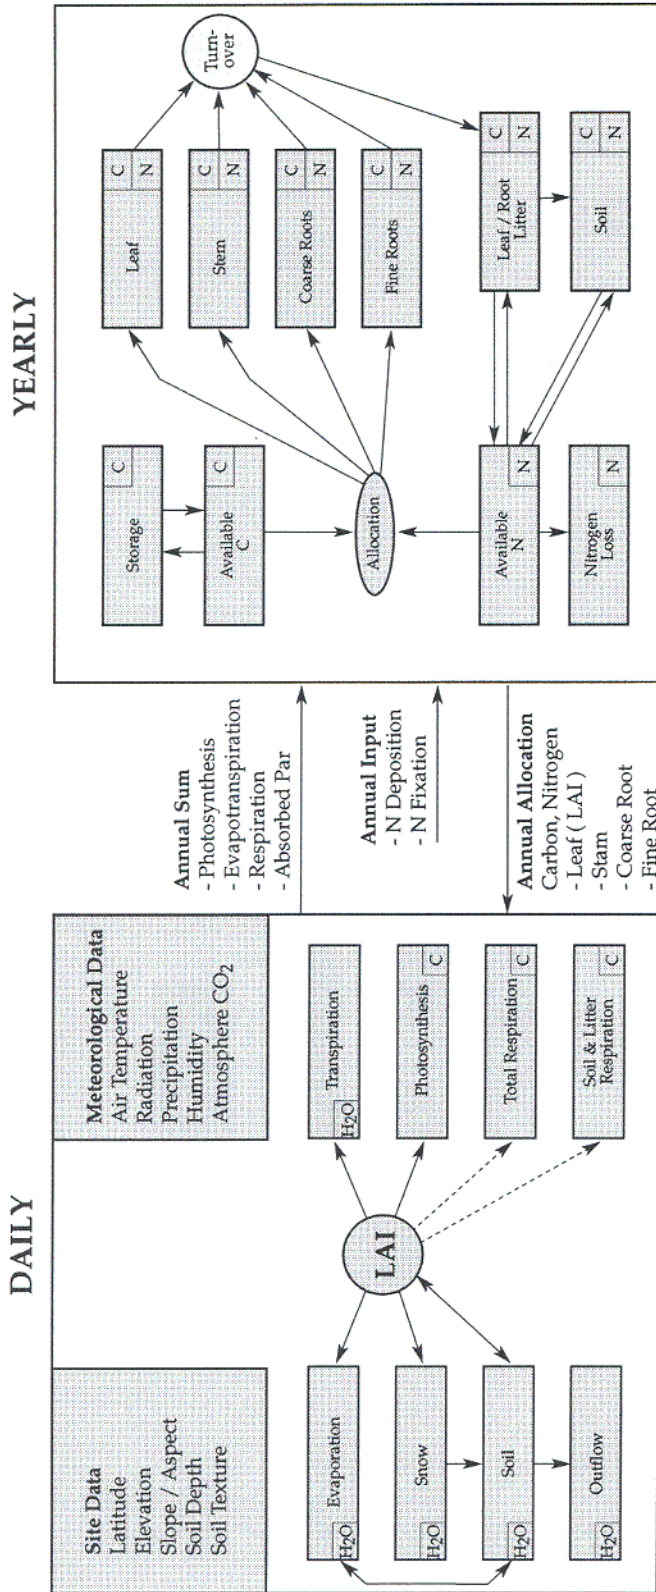 DAILY
YEARLY
Site Data
Latitude
Elevation
Slope / Aspect
Soil Depth
Soil Texture
Meteorological Data
Air Temperature
Radiation
Precipitation
Humidity
Atmosphere CO2
Evaporation
H2O
Snow
H2O
Soil
H2O
Outflow
H2O
LAI
Transpiration
H2O
Photosynthesis
C
Total Respiration
C
Soil & Litter
Respiration
C
Annual Sum
- Photosynthesis
- Evapotranspiration
- Respiration
- Absorbed Par
Annual Input
- N Deposition
- N Fixation
Annual Allocation
Carbon, Nitrogen
- Leaf ( LAI )
- Stam
- Coarse Root
- Fine Root
Storage
C
Available
C
C
Allocation
Available
N
N
Nitrogen
Loss
N
Leaf
C
N
Stem
C
N
Coarse Roots
C
N
Fine Roots
C
N
Turn-
over
Leaf / Root
Litter
C
N
Soil
C
N